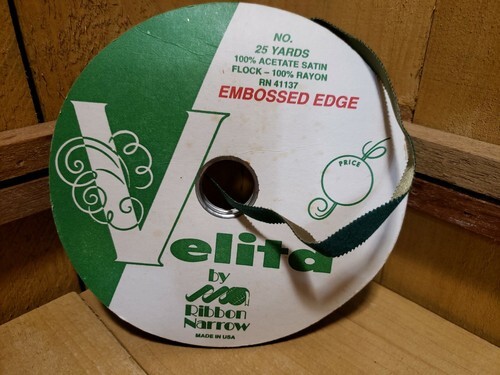 NO.
25 YARDS
100% ACETATE SATIN
FLOCK – 100% RAYON
RN 41137
EMBOSSED EDGE
PRICE
Velita
by
Ribbon
Narrow
MADE IN USA